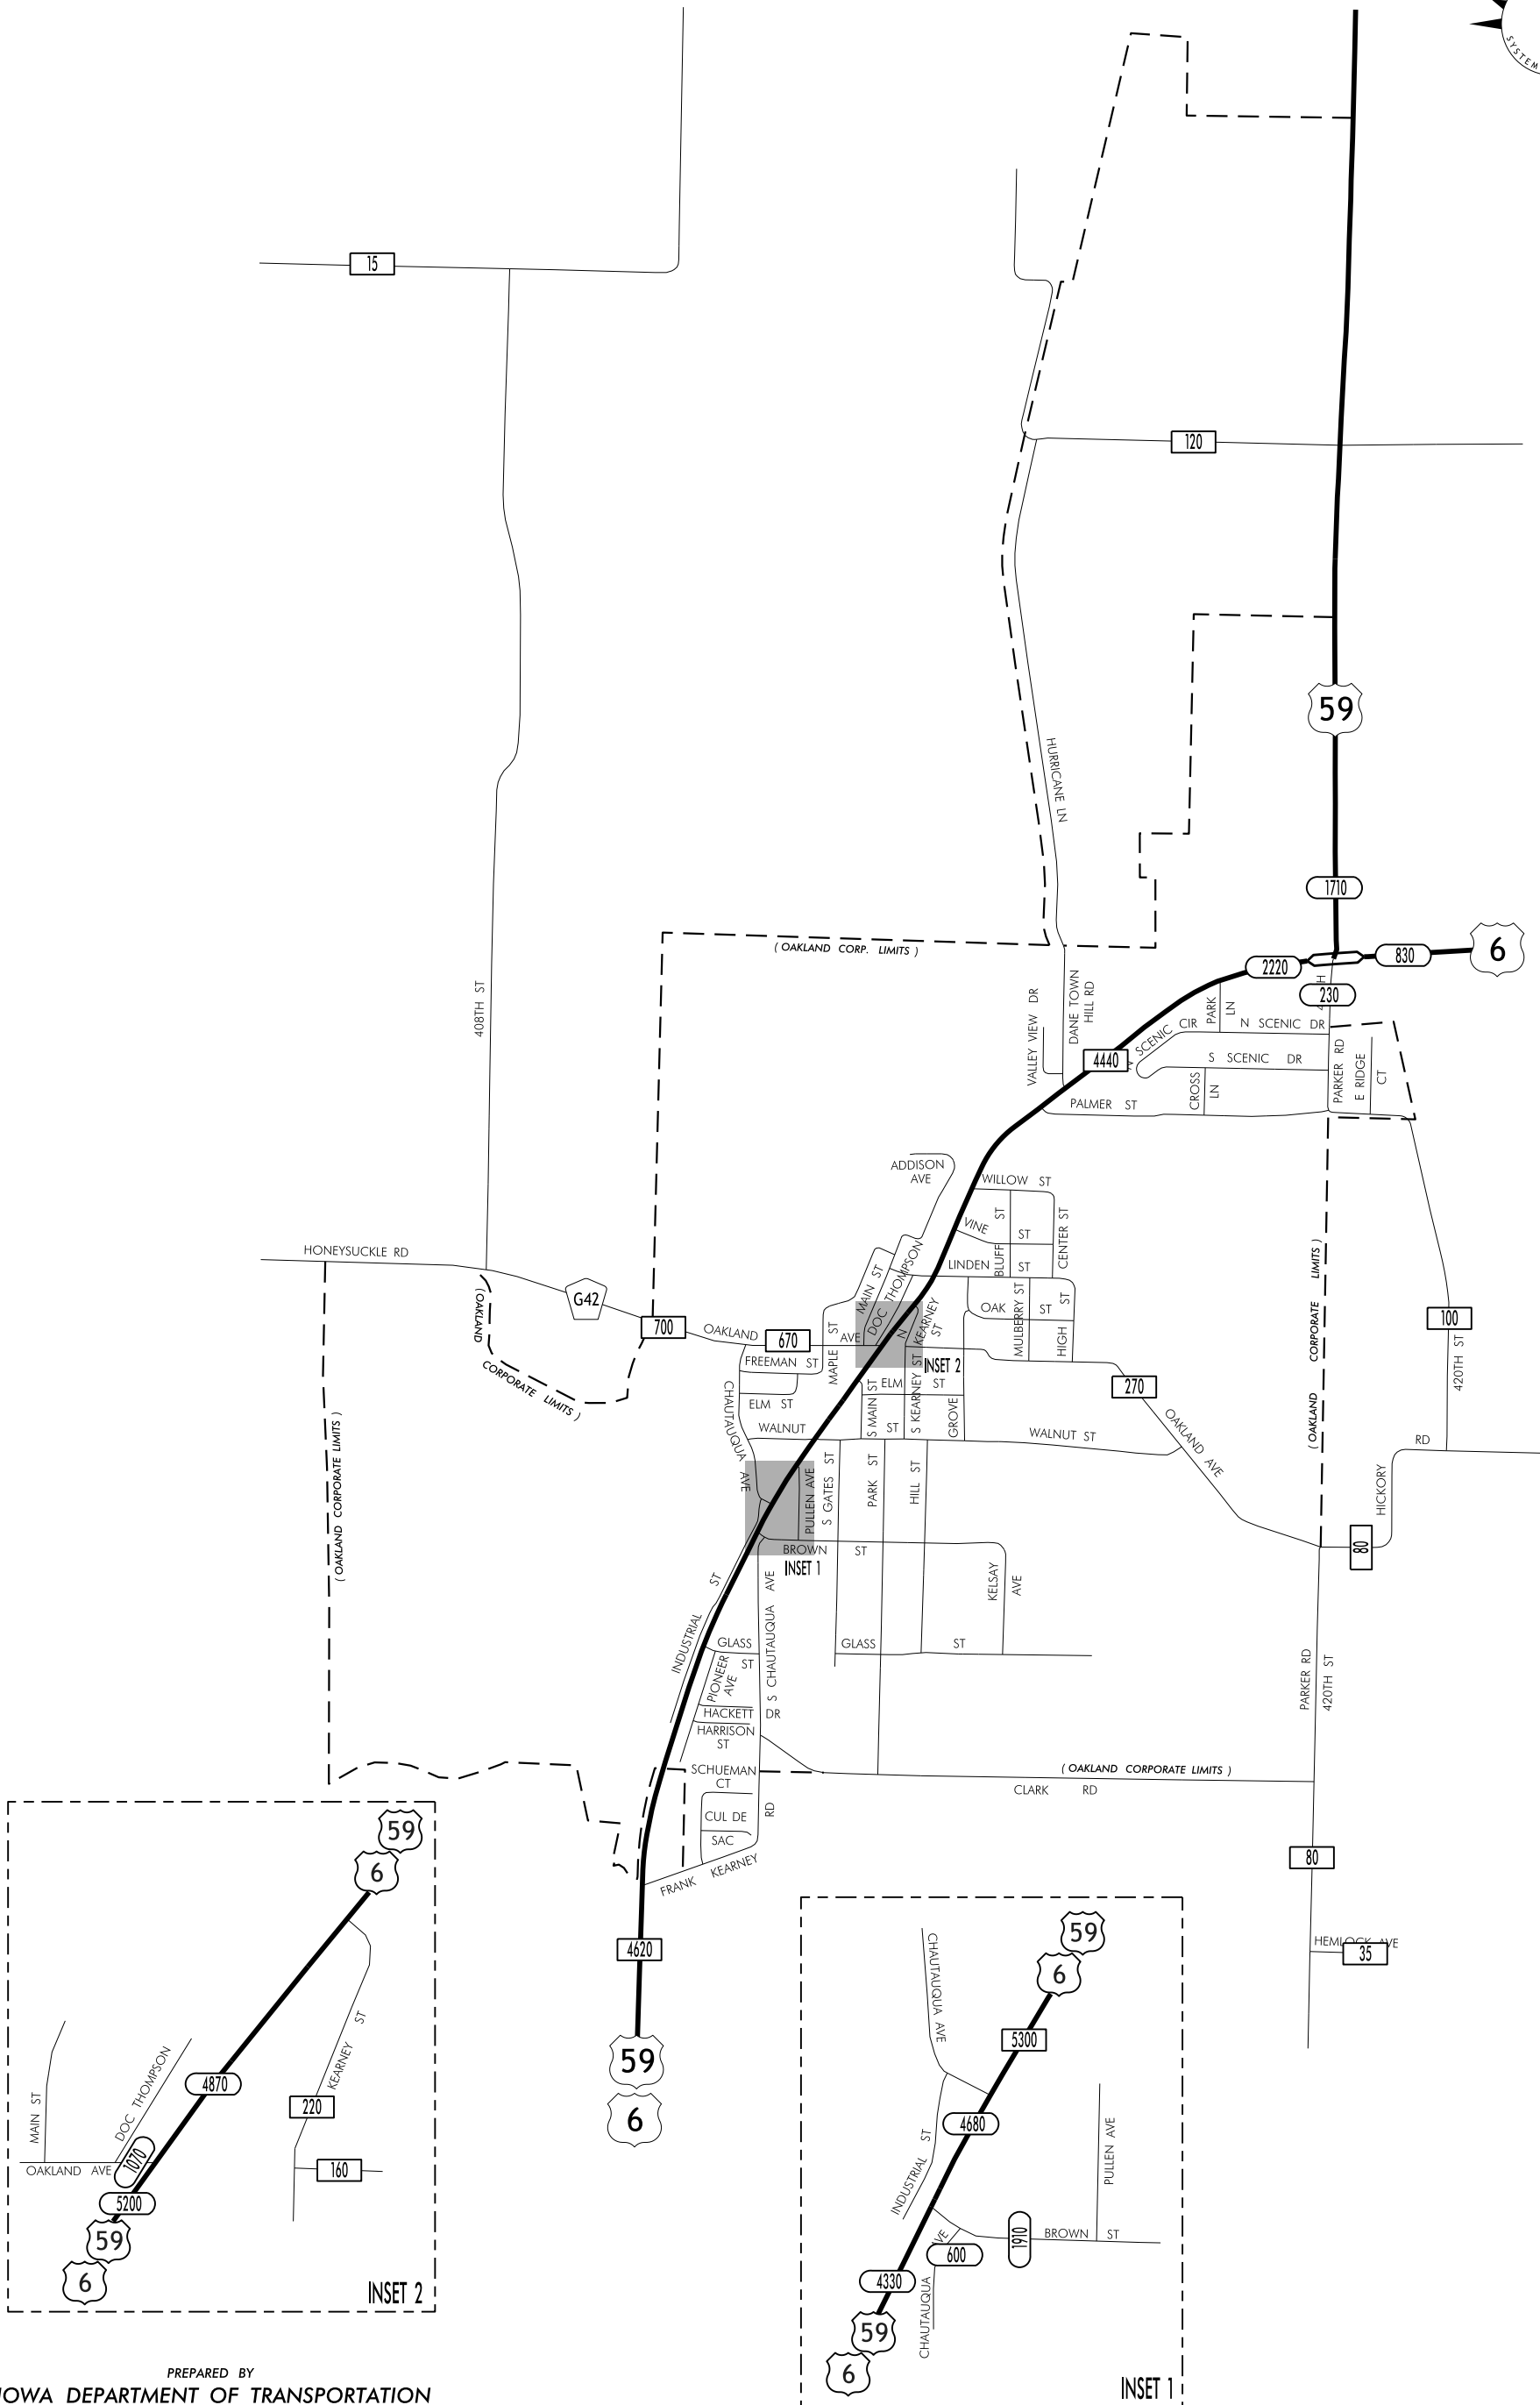 SYSTEM
15
120
HURRICANE LN
59
1710
6
2220
830
230
( OAKLAND CORP. LIMITS )
408TH ST
VALLEY VIEW DR
DANE TOWN
HILL RD
PARK
LN
N SCENIC DR
SCENIC CIR
4440
S SCENIC DR
CROSS
LN
PARKER RD
E RIDGE
CT
PALMER ST
ADDISON
AVE
WILLOW ST
VINE ST
BLUFF ST
CENTER ST
LINDEN ST
MAIN ST
DOC THOMPSON
N KEARNEY
ST
OAK ST
MULBERRY ST
HIGH ST
HONEYSUCKLE RD
G42
700
OAKLAND AVE
670
(OAKLAND
CORPORATE LIMITS )
FREEMAN ST
MAPLE ST
INSET 2
ELM ST
ELM ST
S MAIN ST
S KEARNEY ST
GROVE
CHAUTAUQUA AVE
WALNUT ST
WALNUT ST
270
OAKLAND AVE
( OAKLAND CORPORATE LIMITS )
100
420TH ST
RD
HICKORY
80
( OAKLAND CORPORATE LIMITS )
PULLEN AVE
S GATES ST
PARK ST
HILL ST
BROWN ST
INSET 1
KELSAY
AVE
INDUSTRIAL ST
GLASS
ST
GLASS ST
S CHAUTAUQUA AVE
PIONEER
AVE
HACKETT DR
HARRISON
ST
PARKER RD
420TH ST
SCHUEMAN
CT
( OAKLAND CORPORATE LIMITS )
CLARK RD
CUL DE
SAC
RD
FRANK KEARNEY
80
4620
HEMLOCK AVE
35
59
6
59
6
MAIN ST
DOC THOMPSON
4870
KEARNEY ST
220
OAKLAND AVE
1070
160
5200
59
6
INSET 2
59
6
CHAUTAUQUA AVE
5300
4680
INDUSTRIAL ST
PULLEN AVE
1910
BROWN ST
600
4330
CHAUTAUQUA
59
6
INSET 1
PREPARED BY
IOWA DEPARTMENT OF TRANSPORTATION